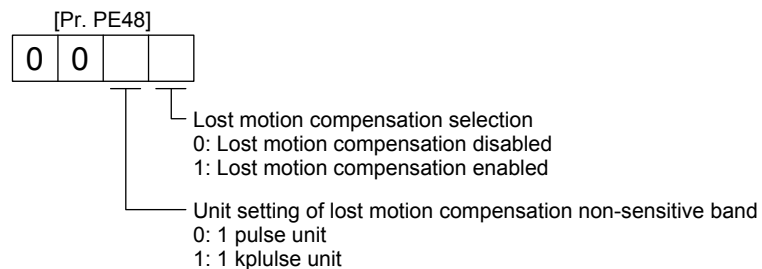 [Pr. PE48]
0 0
Lost motion compensation selection
0: Lost motion compensation disabled
1: Lost motion compensation enabled
Unit setting of lost motion compensation non-sensitive band
0: 1 pulse unit
1: 1 kplulse unit